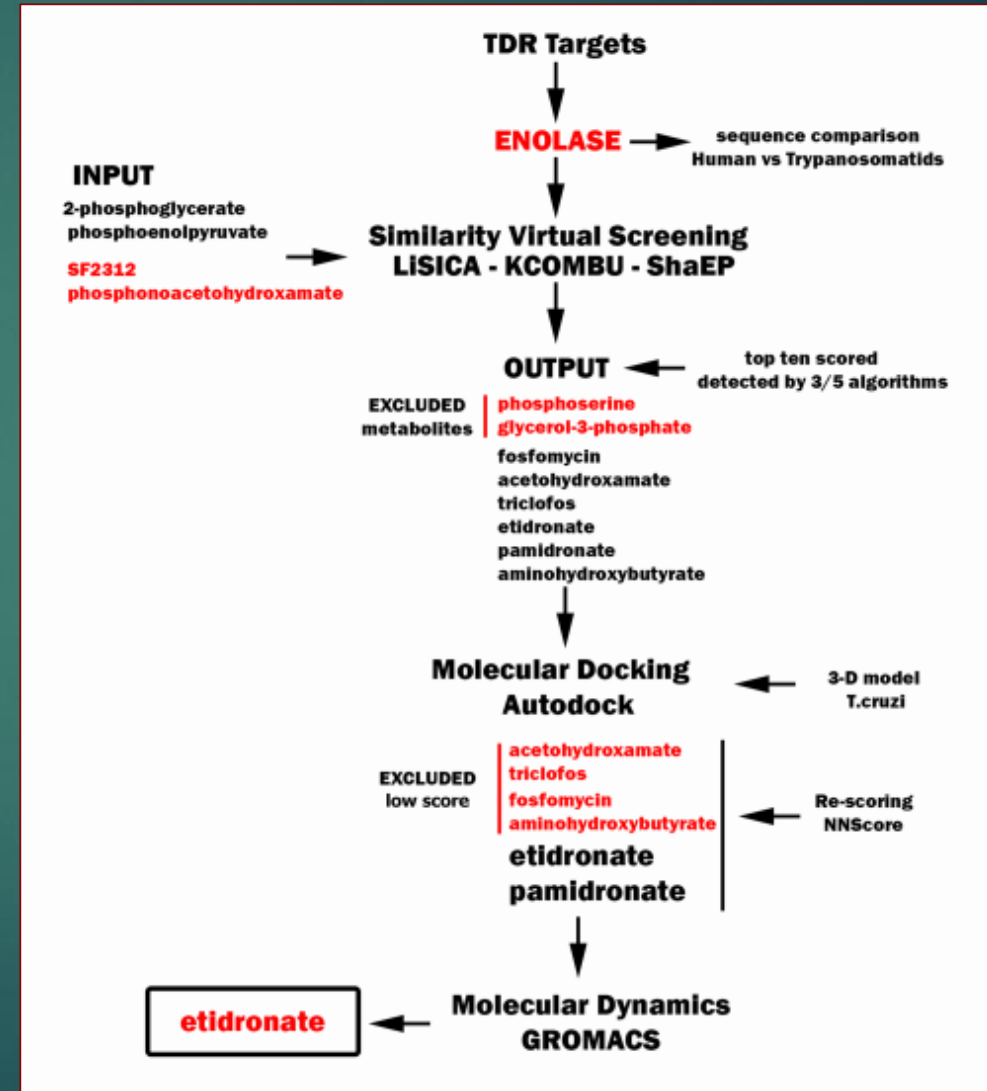 TDR Targets
ENOLASE
sequence comparison
Human vs Trypanosomatids
INPUT
2-phosphoglycerate
phosphoenolpyruvate
SF2312
phosphonoacetohydroxamate
Similarity Virtual Screening
LiSICA - KCOMBU - ShaEP
OUTPUT
top ten scored
detected by 3/5 algorithms
EXCLUDED
metabolites
phosphoserine
glycerol-3-phosphate
fosfomycin
acetohydroxamate
triclofos
etidronate
pamidronate
aminohydroxybutyrate
Molecular Docking
Autodock
3-D model
T.cruzi
EXCLUDED
low score
acetohydroxamate
triclofos
fosfomycin
aminohydroxybutyrate
etidronate
pamidronate
Re-scoring
NNScore
Molecular Dynamics
GROMACS
etidronate